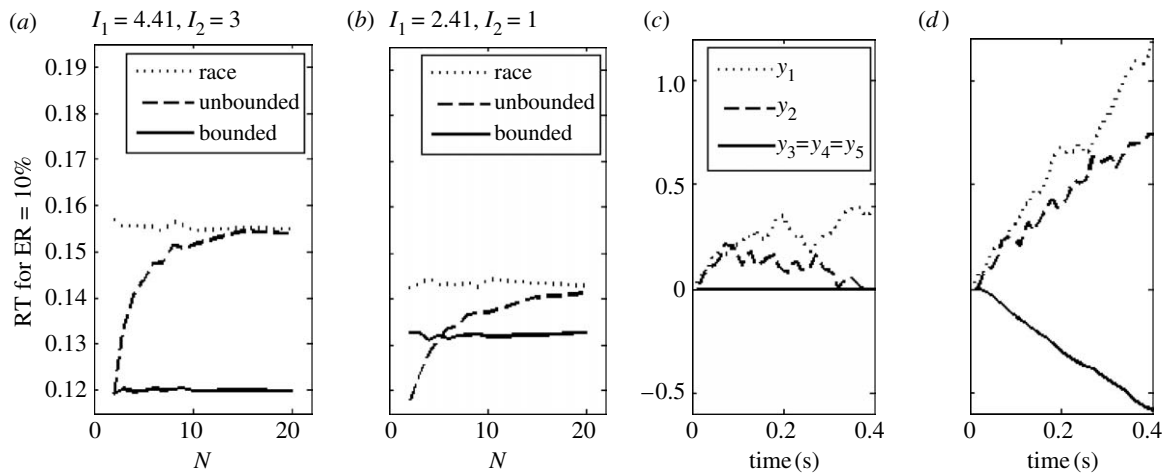 (a) I1 = 4.41, I2 = 3
RT for ER = 10%
0.19
0.18
0.17
0.16
0.15
0.14
0.13
0.12
race
unbounded
bounded
0 10 20
N
(b) I1 = 2.41, I2 = 1
race
unbounded
bounded
0 10 20
N
(c)
1.0
0.5
0
−0.5
y1
y2
y3=y4=y5
0 0.2 0.4
time (s)
(d)
0 0.2 0.4
time (s)